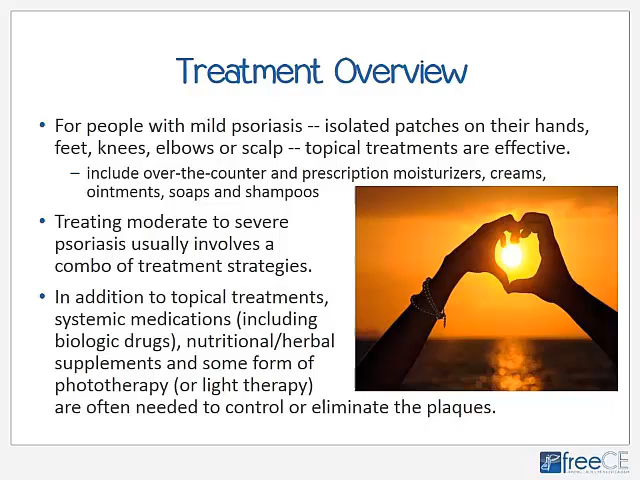 Treatment Overview
• For people with mild psoriasis -- isolated patches on their hands,
feet, knees, elbows or scalp -- topical treatments are effective.
– include over-the-counter and prescription moisturizers, creams,
ointments, soaps and shampoos
• Treating moderate to severe
psoriasis usually involves a
combo of treatment strategies.
• In addition to topical treatments,
systemic medications (including
biologic drugs), nutritional/herbal
supplements and some form of
phototherapy (or light therapy)
are often needed to control or eliminate the plaques.
freeCE